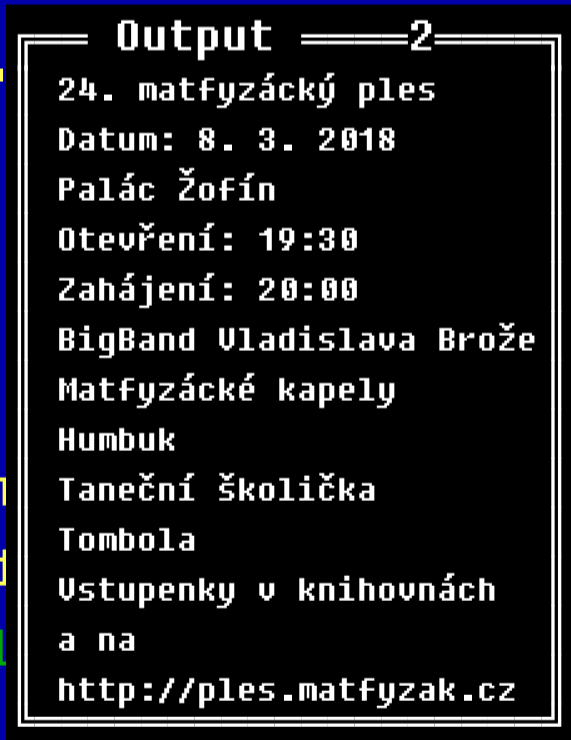 Output 2
24. matfyzácký ples
Datum: 8. 3. 2018
Palác Žofín
Otevření: 19:30
Zahájení: 20:00
BigBand Vladislava Brože
Matfyzácké kapely
Humbuk
Taneční školička
Tombola
Vstupenky v knihovnách
a na
http://ples.matfyzak.cz